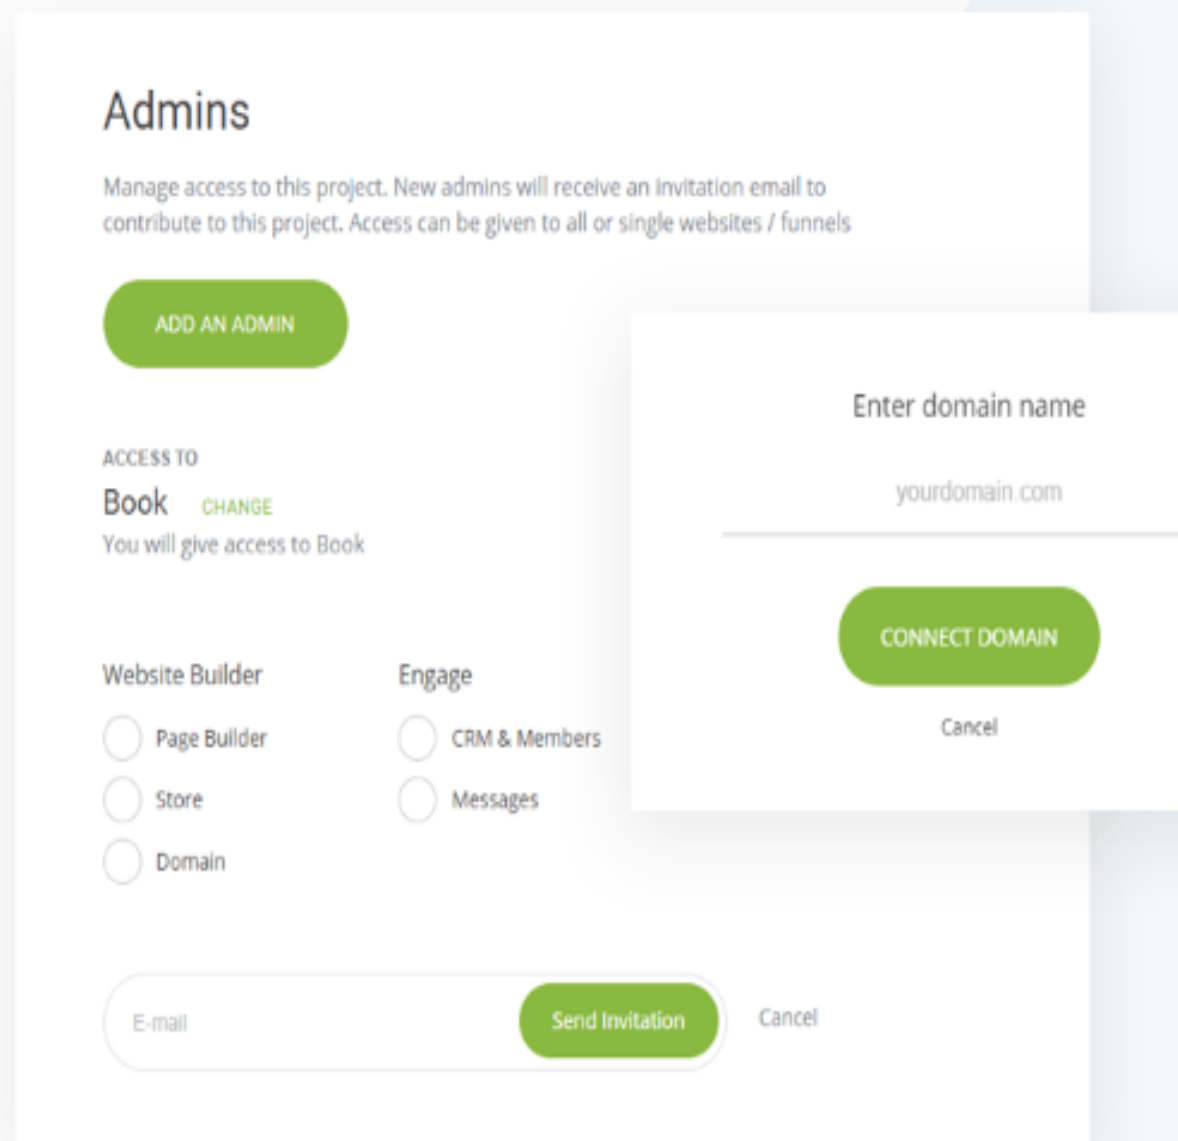 Admins
Manage access to this project. New admins will receive an invitation email to
contribute to this project. Access can be given to all or single websites / funnels
ADD AN ADMIN
ACCESS TO
Book CHANGE
You will give access to Book
Website Builder
Page Builder
Store
Domain
Engage
CRM & Members
Messages
E-mail
Send Invitation
Cancel
Enter domain name
yourdomain.com
CONNECT DOMAIN
Cancel